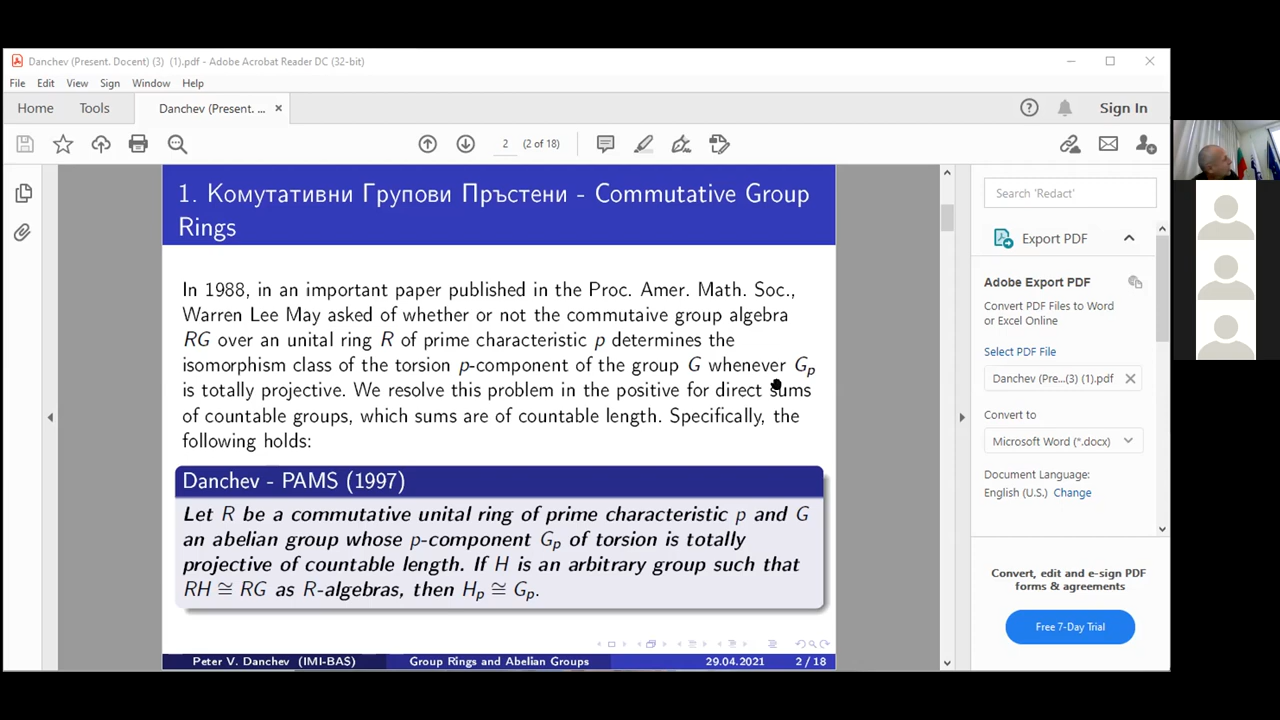 Danchev (Present. Docent) (3) (1).pdf - Adobe Acrobat Reader DC (32-bit)
File Edit View Sign Window Help
Home Tools Danchev (Present. ... × Sign In
2 (2 of 18)
1. Комутативни Групови Пръстени - Commutative Group
Rings
In 1988, in an important paper published in the Proc. Amer. Math. Soc.,
Warren Lee May asked of whether or not the commutaive group algebra
RG over an unital ring R of prime characteristic p determines the
isomorphism class of the torsion p-component of the group G whenever Gₚ
is totally projective. We resolve this problem in the positive for direct sums
of countable groups, which sums are of countable length. Specifically, the
following holds:
Danchev - PAMS (1997)
Let R be a commutative unital ring of prime characteristic p and G
an abelian group whose p-component Gₚ of torsion is totally
projective of countable length. If H is an arbitrary group such that
RH ≅ RG as R-algebras, then Hₚ ≅ Gₚ.
Peter V. Danchev (IMI-BAS) Group Rings and Abelian Groups 29.04.2021 2 / 18
Search 'Redact'
Export PDF
Adobe Export PDF
Convert PDF Files to Word
or Excel Online
Select PDF File
Danchev (Pre...(3) (1).pdf
Convert to
Microsoft Word (*.docx)
Document Language:
English (U.S.) Change
Convert, edit and e-sign PDF
forms & agreements
Free 7-Day Trial